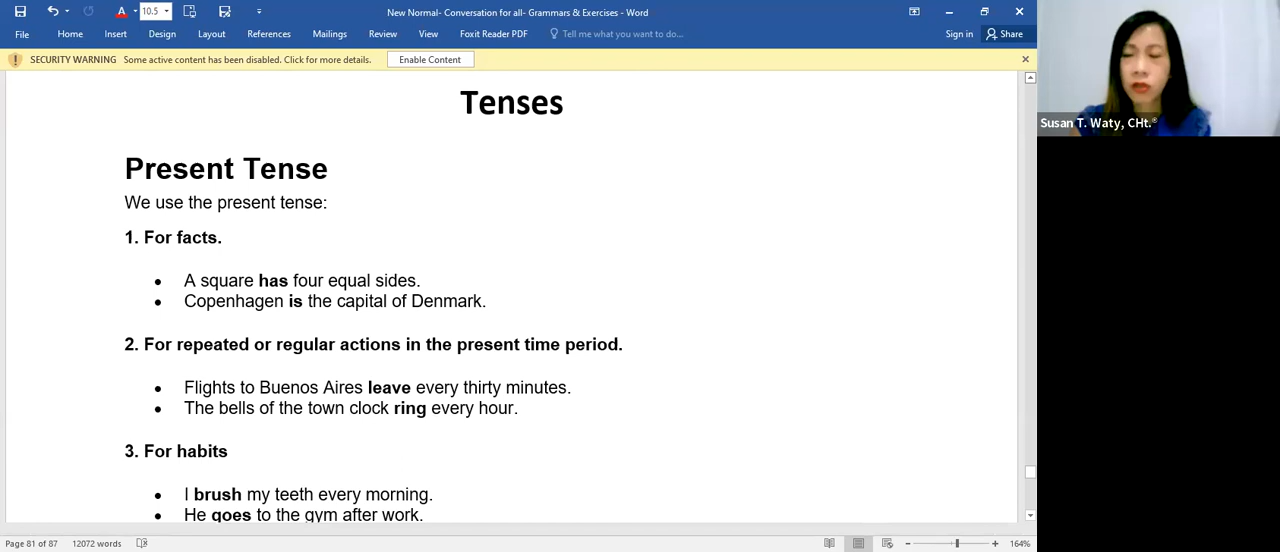 10.5
New Normal- Conversation for all- Grammars & Exercises - Word
File Home Insert Design Layout References Mailings Review View Foxit Reader PDF Tell me what you want to do... Sign in Share
SECURITY WARNING Some active content has been disabled. Click for more details. Enable Content
Susan T. Waty, CHt.®
Tenses
Present Tense
We use the present tense:
1. For facts.
• A square has four equal sides.
• Copenhagen is the capital of Denmark.
2. For repeated or regular actions in the present time period.
• Flights to Buenos Aires leave every thirty minutes.
• The bells of the town clock ring every hour.
3. For habits
• I brush my teeth every morning.
• He goes to the gym after work.
Page 81 of 87 12072 words 164%